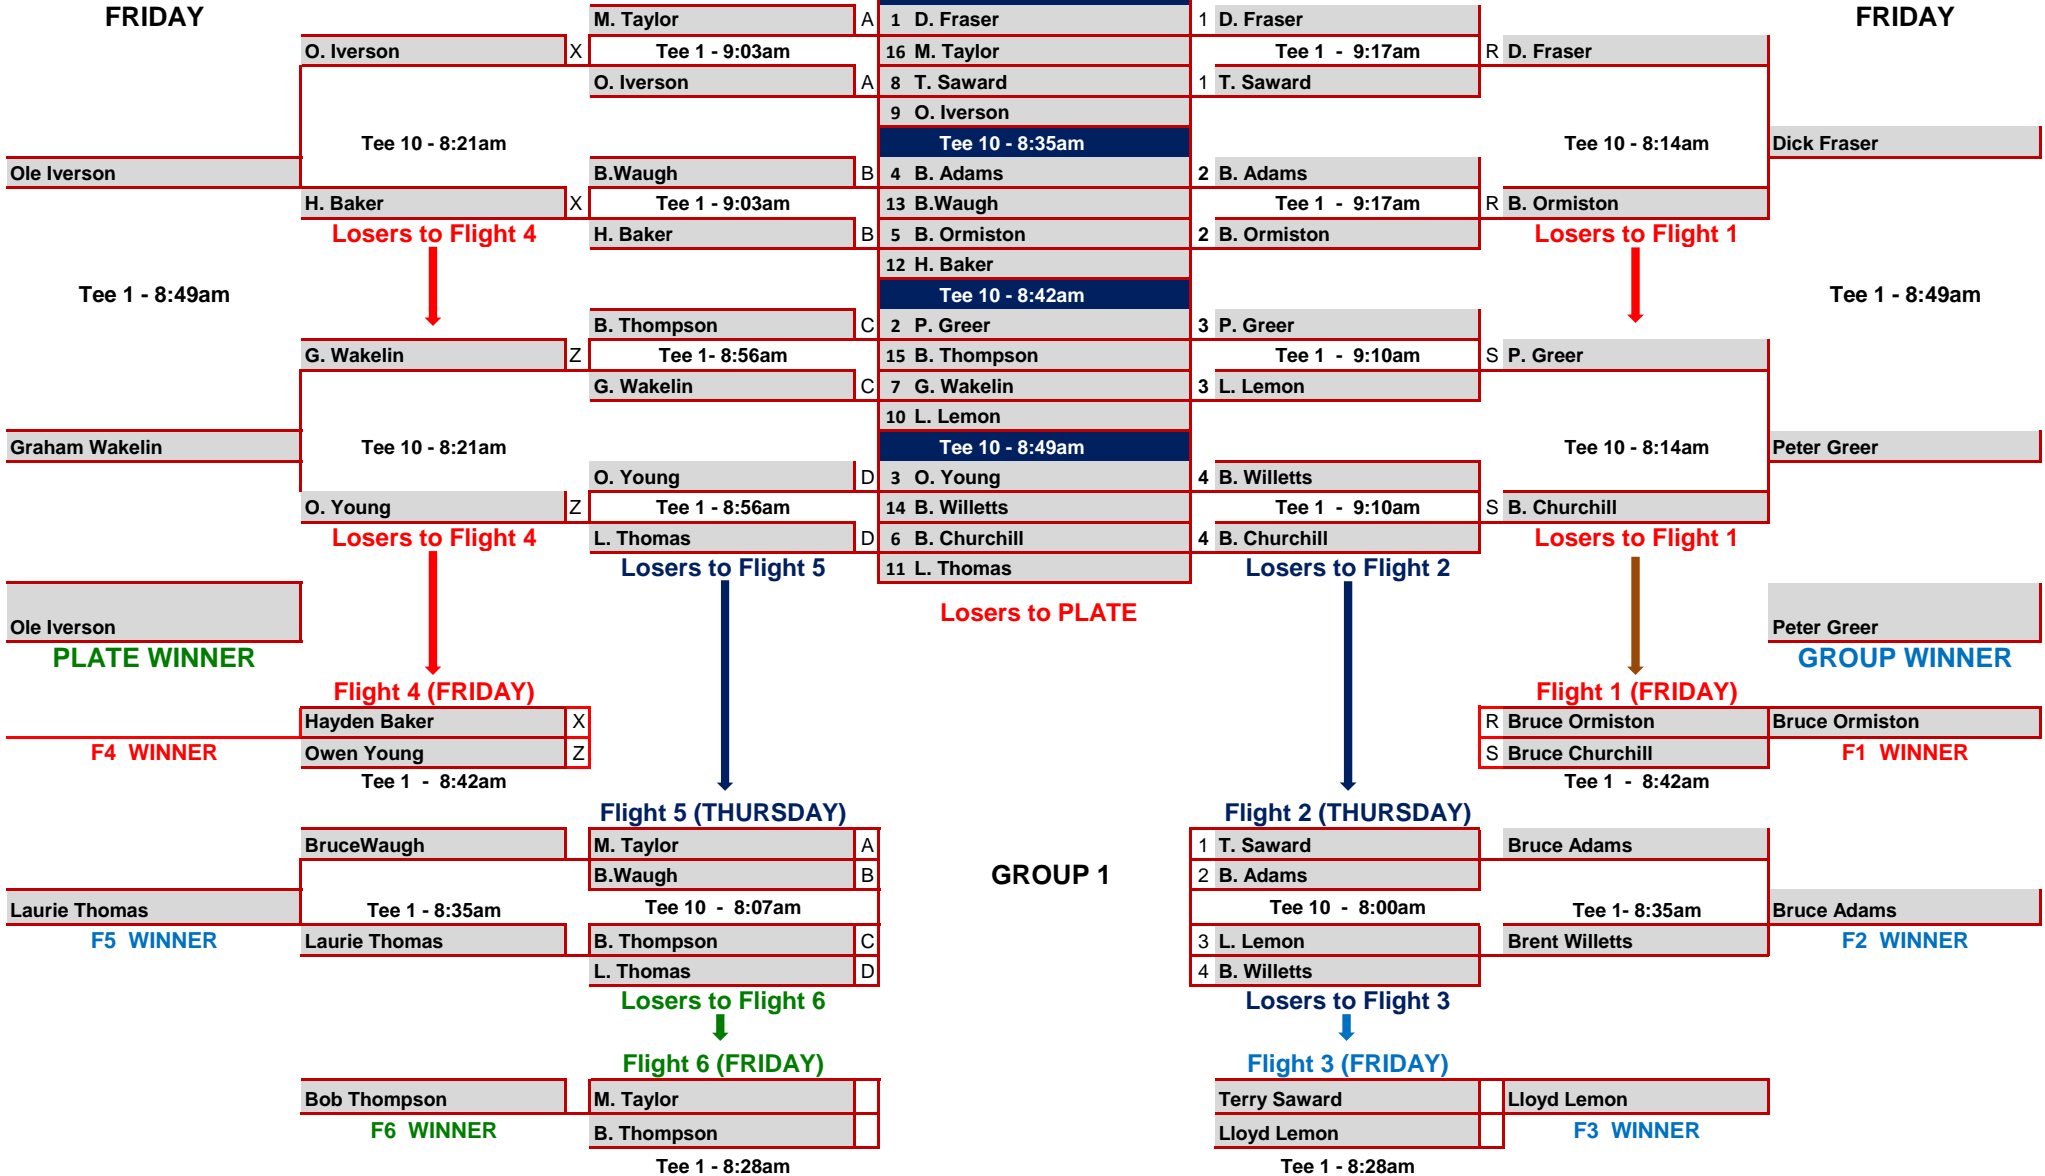 FRIDAY M. Taylor A 1 D. Fraser 1 D. Fraser FRIDAY
O. Iverson X Tee 1 - 9:03am 16 M. Taylor Tee 1 - 9:17am R D. Fraser
O. Iverson A 8 T. Saward 1 T. Saward
9 O. Iverson
Tee 10 - 8:21am Tee 10 - 8:35am Tee 10 - 8:14am Dick Fraser
Ole Iverson B.Waugh B 4 B. Adams 2 B. Adams
H. Baker X Tee 1 - 9:03am 13 B.Waugh Tee 1 - 9:17am R B. Ormiston
Losers to Flight 4 H. Baker B 5 B. Ormiston 2 B. Ormiston Losers to Flight 1
12 H. Baker
Tee 1 - 8:49am Tee 10 - 8:42am Tee 1 - 8:49am
B. Thompson C 2 P. Greer 3 P. Greer
G. Wakelin Z Tee 1- 8:56am 15 B. Thompson Tee 1 - 9:10am S P. Greer
G. Wakelin C 7 G. Wakelin 3 L. Lemon
10 L. Lemon
Graham Wakelin Tee 10 - 8:21am Tee 10 - 8:49am Tee 10 - 8:14am Peter Greer
O. Young D 3 O. Young 4 B. Willetts
O. Young Z Tee 1 - 8:56am 14 B. Willetts Tee 1 - 9:10am S B. Churchill
Losers to Flight 4 L. Thomas D 6 B. Churchill 4 B. Churchill Losers to Flight 1
Losers to Flight 5 11 L. Thomas Losers to Flight 2
Losers to PLATE
Ole Iverson Peter Greer
PLATE WINNER GROUP WINNER
Flight 4 (FRIDAY) Flight 1 (FRIDAY)
Hayden Baker X R Bruce Ormiston Bruce Ormiston
F4 WINNER Owen Young Z S Bruce Churchill F1 WINNER
Tee 1 - 8:42am Tee 1 - 8:42am
Flight 5 (THURSDAY) Flight 2 (THURSDAY)
BruceWaugh M. Taylor A 1 T. Saward Bruce Adams
B.Waugh B GROUP 1 2 B. Adams
Laurie Thomas Tee 1 - 8:35am Tee 10 - 8:07am Tee 10 - 8:00am Tee 1- 8:35am Bruce Adams
F5 WINNER Laurie Thomas B. Thompson C 3 L. Lemon Brent Willetts F2 WINNER
L. Thomas D 4 B. Willetts
Losers to Flight 6 Losers to Flight 3
Flight 6 (FRIDAY) Flight 3 (FRIDAY)
Bob Thompson M. Taylor Terry Saward Lloyd Lemon
F6 WINNER B. Thompson Lloyd Lemon F3 WINNER
Tee 1 - 8:28am Tee 1 - 8:28am